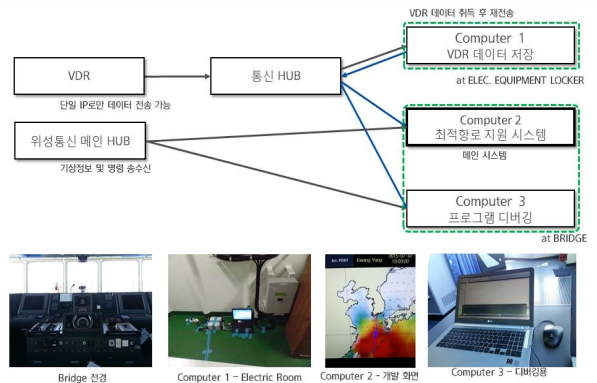 VDR 데이터 취득 후 재전송
Computer 1
VDR 데이터 저장
VDR
통신 HUB
at ELEC. EQUIPMENT LOCKER
단일 IP로만 데이터 전송 가능
Computer 2
최적항로 지원 시스템
위성통신 메인 HUB
메인 시스템
기상정보 및 명령 송수신
Computer 3
프로그램 디버깅
at BRIDGE
Arr. PORT
Kwang Yang
Bridge 전경
Computer 1 - Electric Room
Computer 2 - 개발 화면
Computer 3 - 디버깅용